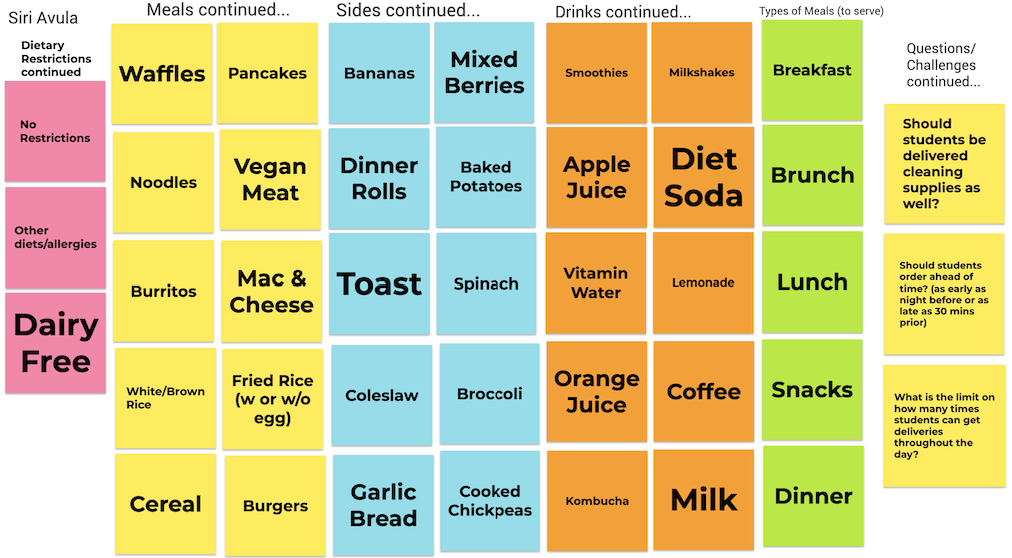 Siri Avula
Dietary
Restrictions
continued
No
Restrictions
Other
diets/allergies
Dairy
Free
Meals continued...
Waffles
Pancakes
Noodles
Vegan
Meat
Burritos
Mac &
Cheese
White/Brown
Rice
Fried Rice
(w or w/o
egg)
Cereal
Burgers
Sides continued...
Bananas
Mixed
Berries
Dinner
Rolls
Baked
Potatoes
Toast
Spinach
Coleslaw
Broccoli
Garlic
Bread
Cooked
Chickpeas
Drinks continued...
Smoothies
Milkshakes
Apple
Juice
Diet
Soda
Vitamin
Water
Lemonade
Orange
Juice
Coffee
Kombucha
Milk
Types of Meals (to serve)
Breakfast
Brunch
Lunch
Snacks
Dinner
Questions/
Challenges
continued...
Should
students be
delivered
cleaning
supplies as
well?
Should students
order ahead of
time? (as early as
night before or as
late as 30 mins
prior)
What is the limit on
how many times
students can get
deliveries
throughout the
day?